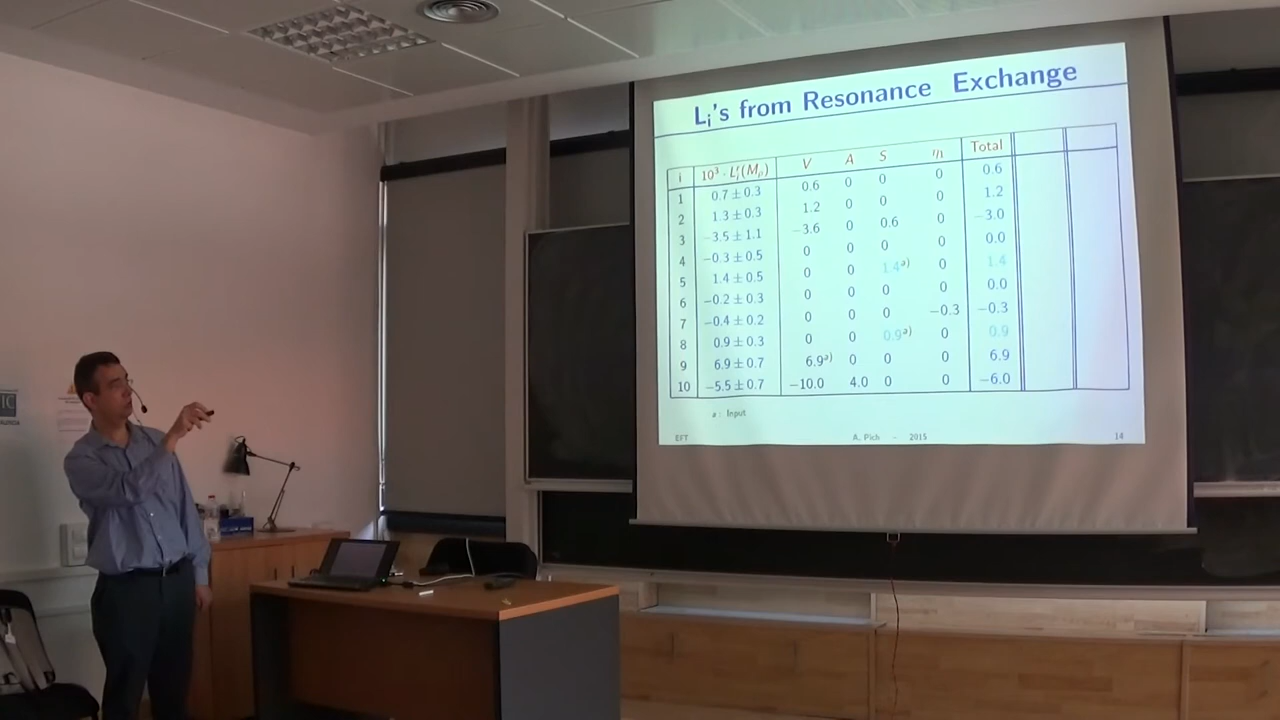 Lᵢ's from Resonance Exchange
i 10³ · Lᵢʳ(Mρ) V A S η₁ Total
1 0.7 ± 0.3 0.6 0 0 0 0.6
2 1.3 ± 0.3 1.2 0 0 0 1.2
3 −3.5 ± 1.1 −3.6 0 0.6 0 −3.0
4 −0.3 ± 0.5 0 0 0 0 0.0
5 1.4 ± 0.5 0 0 1.4ᵃ⁾ 0 1.4
6 −0.2 ± 0.3 0 0 0 0 0.0
7 −0.4 ± 0.2 0 0 0 −0.3 −0.3
8 0.9 ± 0.3 0 0 0.9ᵃ⁾ 0 0.9
9 6.9 ± 0.7 6.9ᵃ⁾ 0 0 0 6.9
10 −5.5 ± 0.7 −10.0 4.0 0 0 −6.0
a : Input
EFT A. Pich - 2015 14
IC